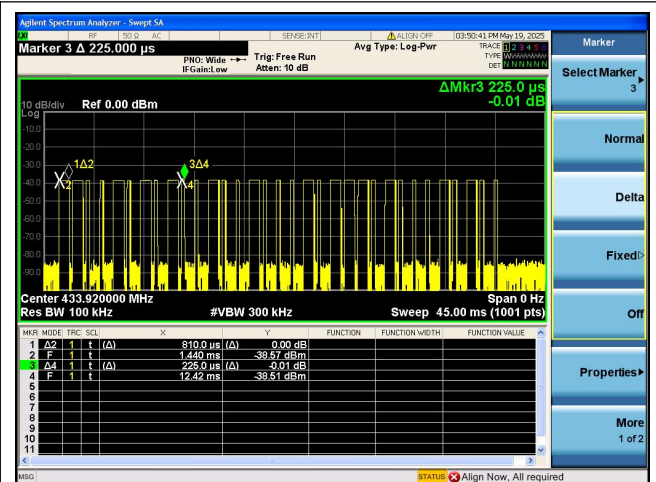 Agilent Spectrum Analyzer - Swept SA
RF 50 Ω AC SENSE:INT ALIGN OFF 03:50:41 PM May 19, 2025
Marker 3 Δ 225.000 µs
PNO: Wide
IFGain:Low
Trig: Free Run
Atten: 10 dB
Avg Type: Log-Pwr
TRACE 1 2 3 4 5 6
TYPE WWWWWW
DET N N N N N N
ΔMkr3 225.0 µs
-0.01 dB
10 dB/div Ref 0.00 dBm
Log
-10.0
-20.0
-30.0
-40.0
-50.0
-60.0
-70.0
-80.0
-90.0
1Δ2
2
3Δ4
4
Center 433.920000 MHz Span 0 Hz
Res BW 100 kHz #VBW 300 kHz Sweep 45.00 ms (1001 pts)
MKR MODE TRC SCL X Y FUNCTION FUNCTION WIDTH FUNCTION VALUE
1 Δ2 1 t (Δ) 810.0 µs (Δ) 0.00 dB
2 F 1 t 1.440 ms -38.57 dBm
3 Δ4 1 t (Δ) 225.0 µs (Δ) -0.01 dB
4 F 1 t 12.42 ms -38.51 dBm
5
6
7
8
9
10
11
MSG STATUS Align Now, All required
Marker
Select Marker
3
Normal
Delta
Fixed
Off
Properties
More
1 of 2